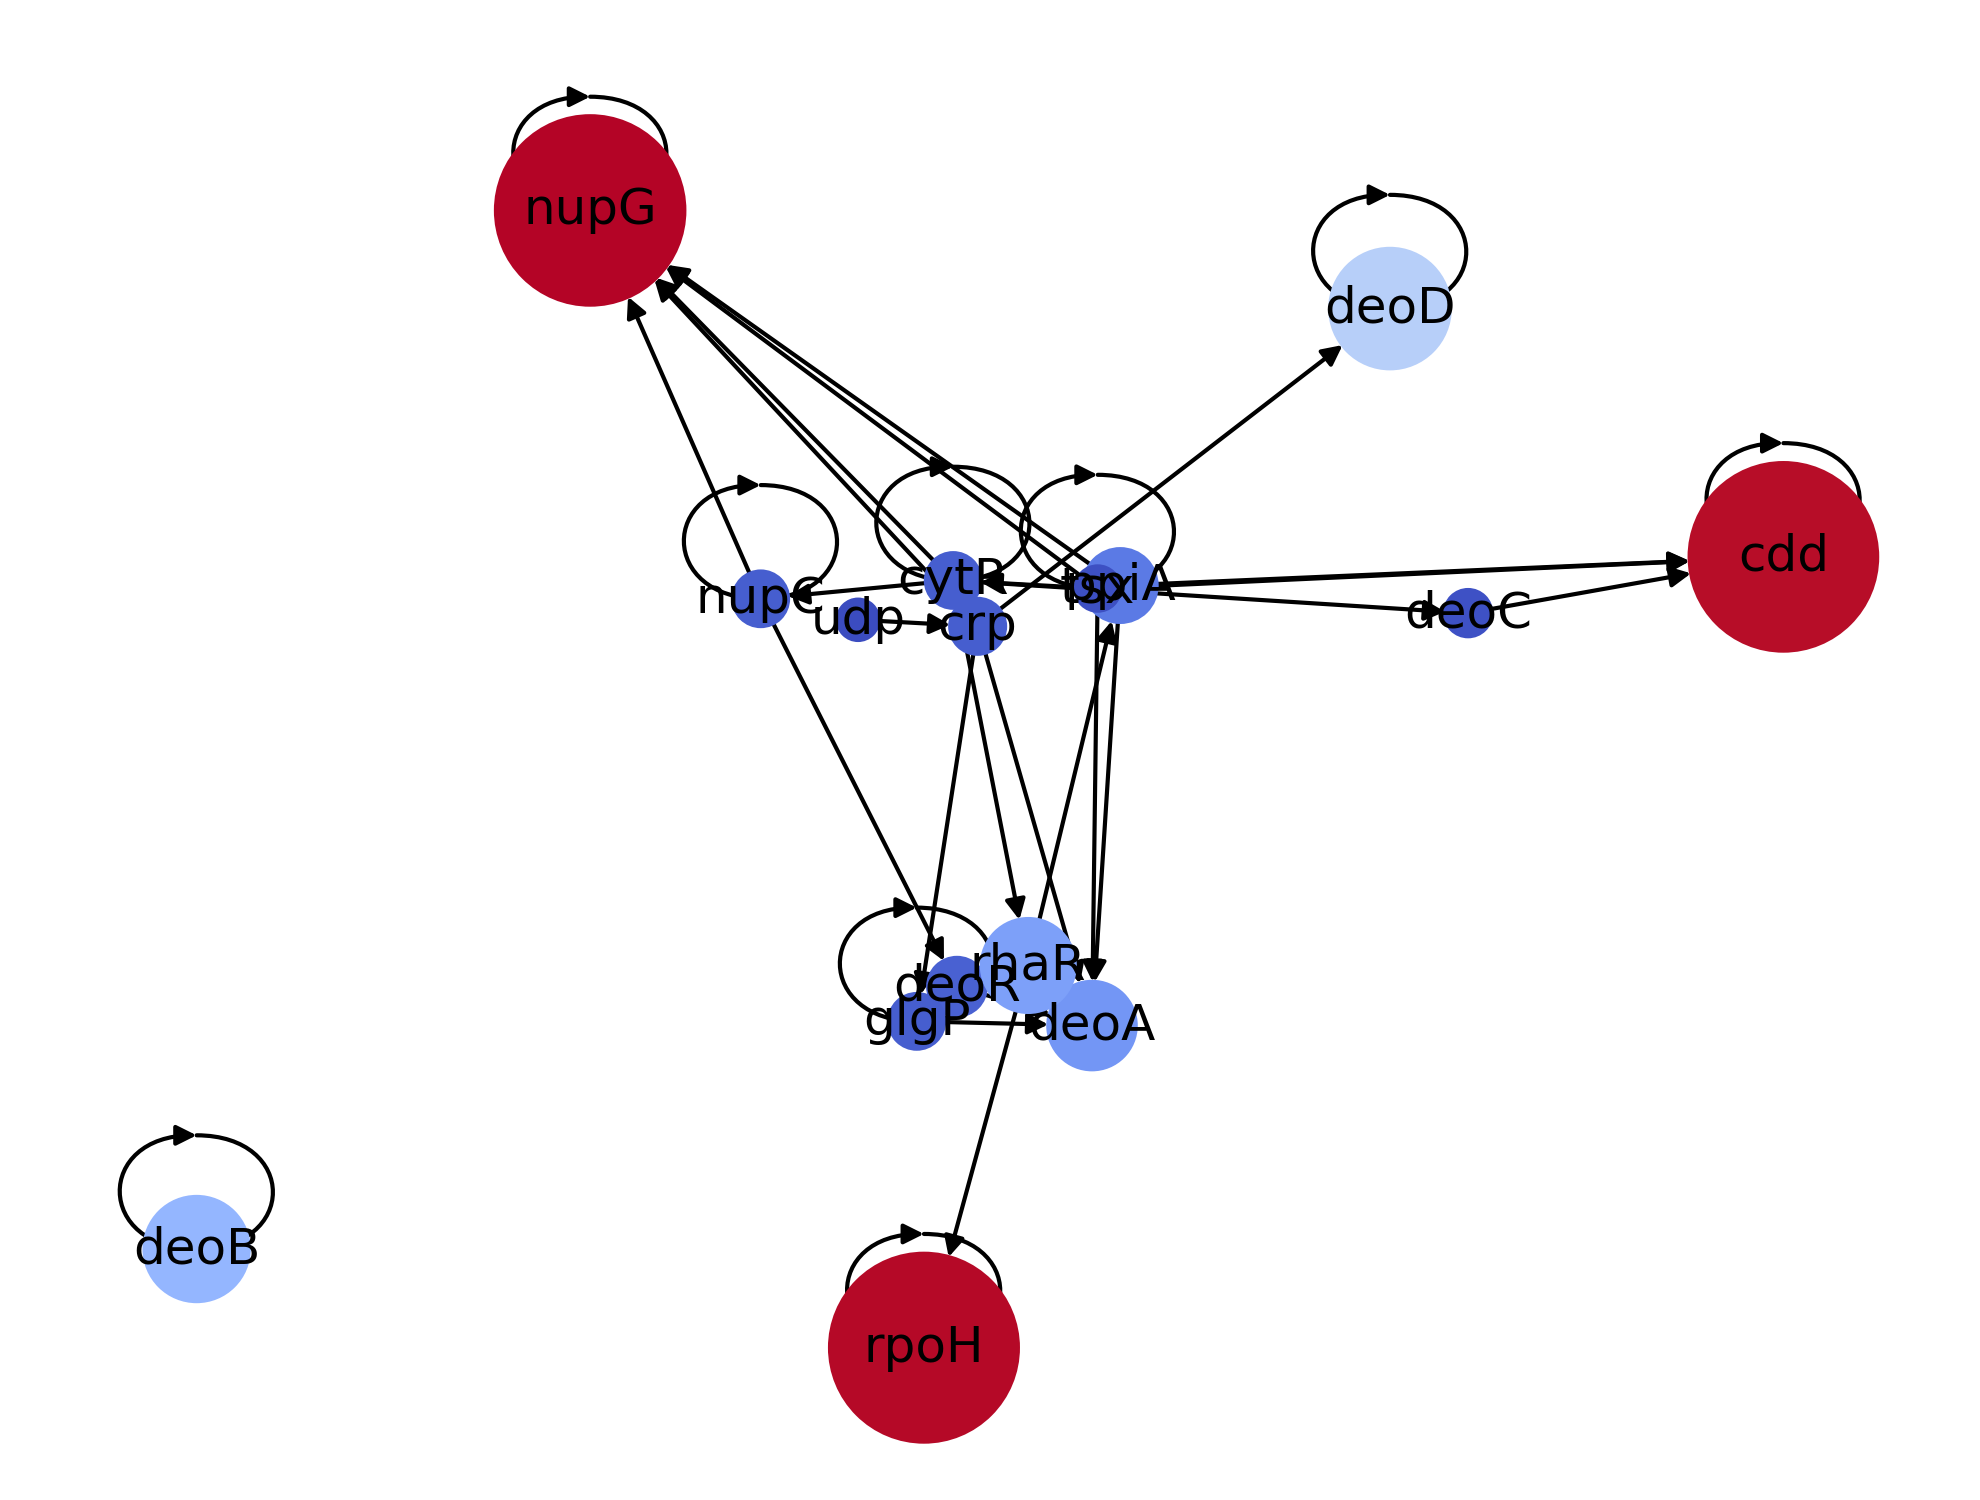 nupG
deoD
cdd
cytR
tsx
ppiA
nupC
udp
crp
deoC
rhaR
deoR
glgP
deoA
deoB
rpoH